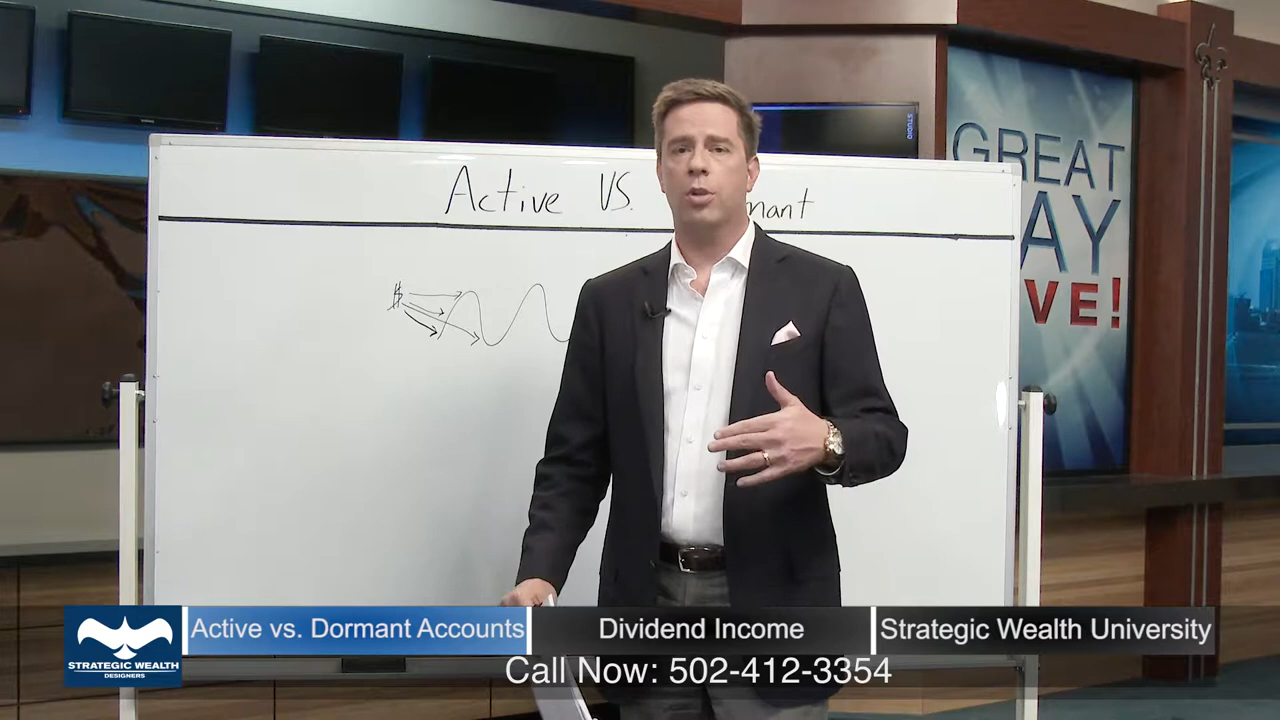 STUDIO
GREAT
AY
VE!
Active VS. mant
$
Active vs. Dormant Accounts
Dividend Income
Strategic Wealth University
STRATEGIC WEALTH
DESIGNERS
Call Now: 502-412-3354